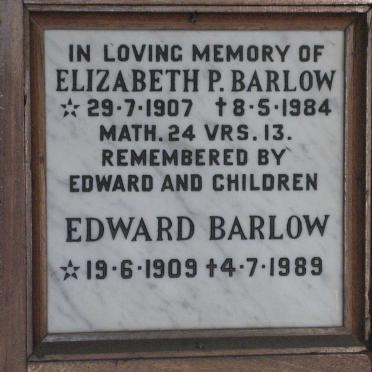 IN LOVING MEMORY OF
ELIZABETH P. BARLOW
☆ 29·7·1907 ✝8·5·1984
MATH. 24 VRS. 13.
REMEMBERED BY
EDWARD AND CHILDREN
EDWARD BARLOW
☆19·6·1909 ✝4·7·1989